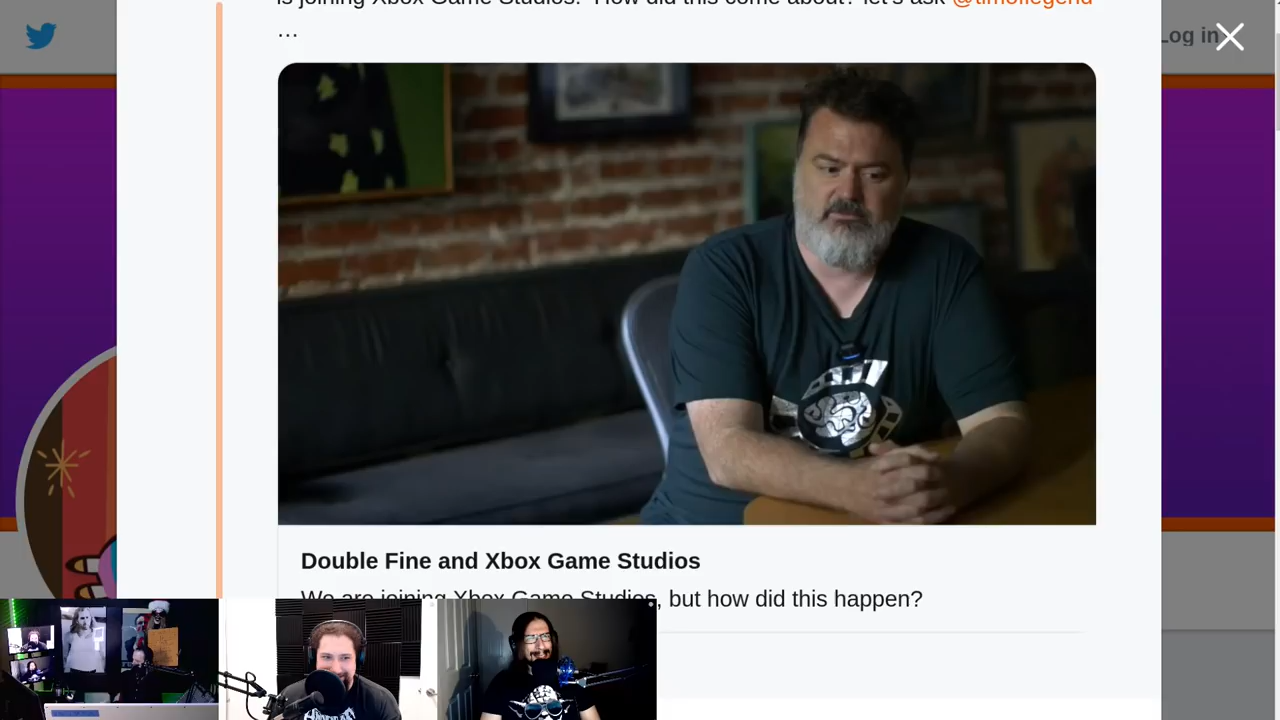 is joining Xbox Game Studios! How did this come about? let's ask @timoflegend
…
Log in
Double Fine and Xbox Game Studios
We are joining Xbox Game Studios, but how did this happen?